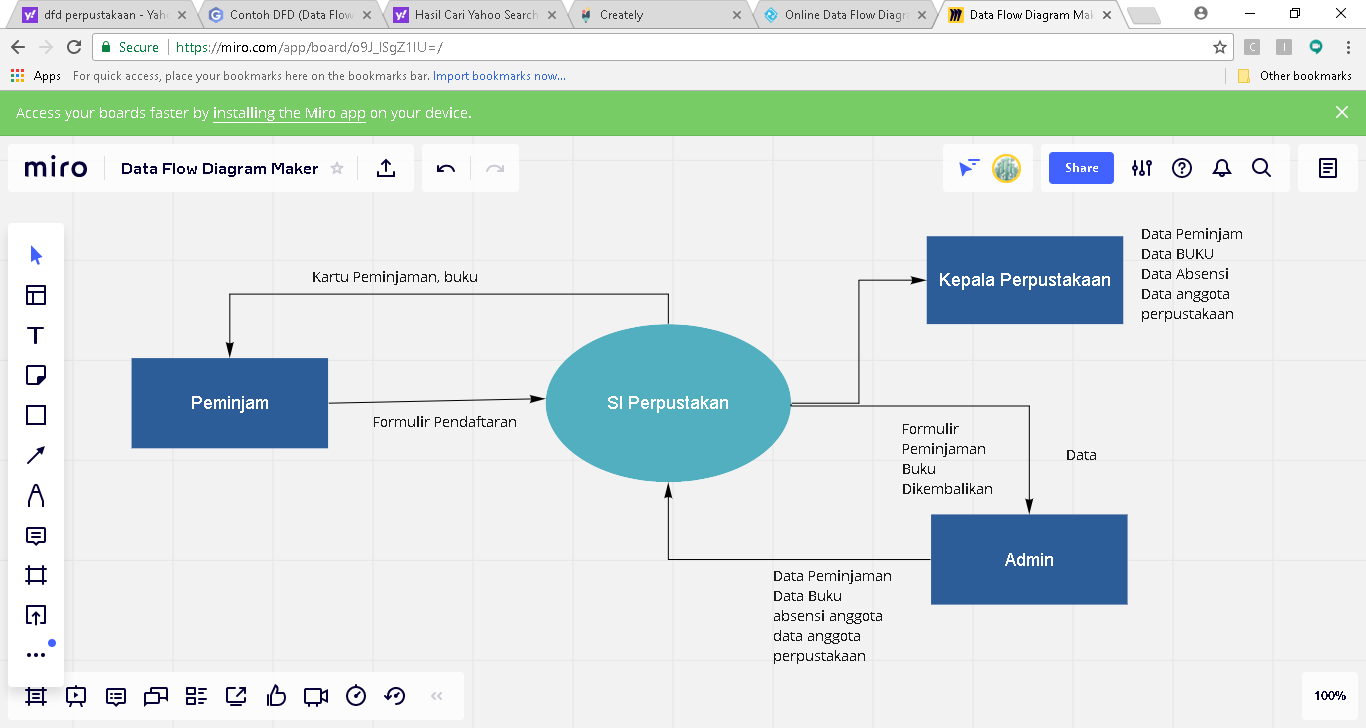 dfd perpustakaan - Yah
Contoh DFD (Data Flow
Hasil Cari Yahoo Search
Creately
Online Data Flow Diagra
Data Flow Diagram Mak
Secure
https://miro.com/app/board/o9J_lSgZ1IU=/
Apps
For quick access, place your bookmarks here on the bookmarks bar. Import bookmarks now...
Other bookmarks
Access your boards faster by installing the Miro app on your device.
miro
Data Flow Diagram Maker
Share
Kartu Peminjaman, buku
Peminjam
Formulir Pendaftaran
SI Perpustakan
Kepala Perpustakaan
Data Peminjam
Data BUKU
Data Absensi
Data anggota
perpustakaan
Formulir
Peminjaman
Buku
Dikembalikan
Data
Admin
Data Peminjaman
Data Buku
absensi anggota
data anggota
perpustakaan
100%